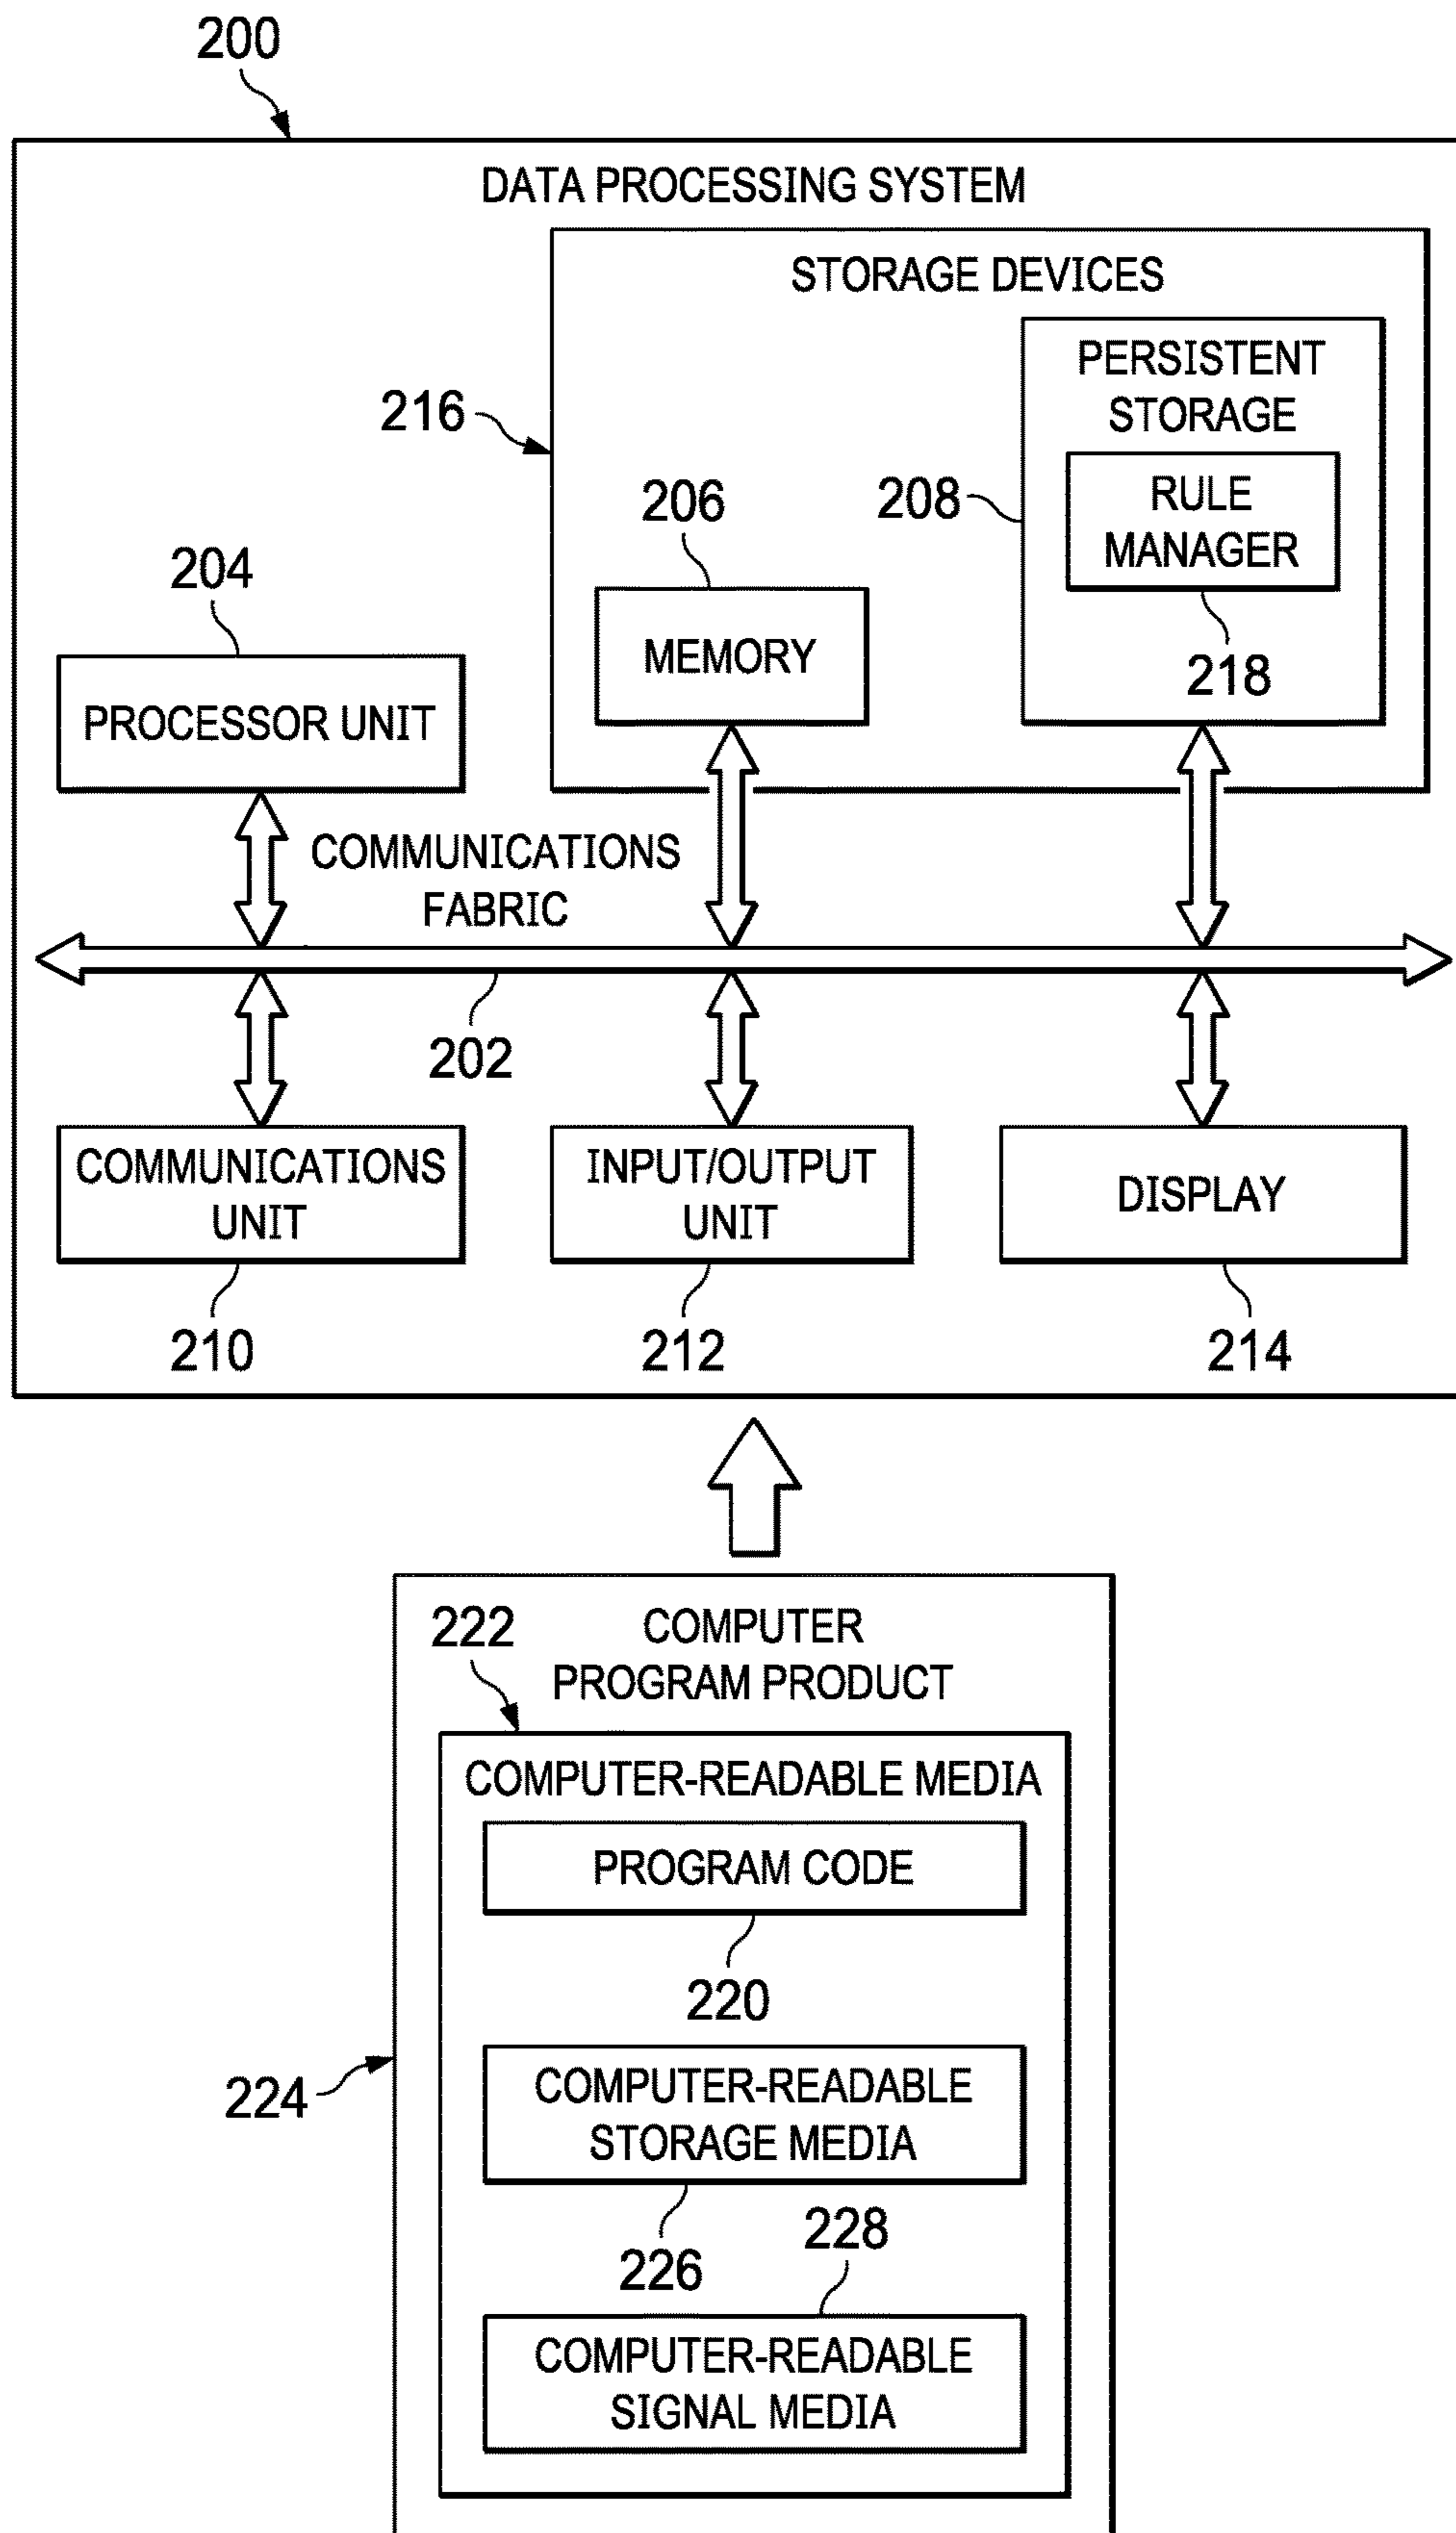 200
DATA PROCESSING SYSTEM
STORAGE DEVICES
PERSISTENT
STORAGE
216
206
208
RULE
MANAGER
204
218
MEMORY
PROCESSOR UNIT
COMMUNICATIONS
FABRIC
202
COMMUNICATIONS
UNIT
INPUT/OUTPUT
UNIT
DISPLAY
210
212
214
222
COMPUTER
PROGRAM PRODUCT
COMPUTER-READABLE MEDIA
PROGRAM CODE
220
224
COMPUTER-READABLE
STORAGE MEDIA
226
228
COMPUTER-READABLE
SIGNAL MEDIA